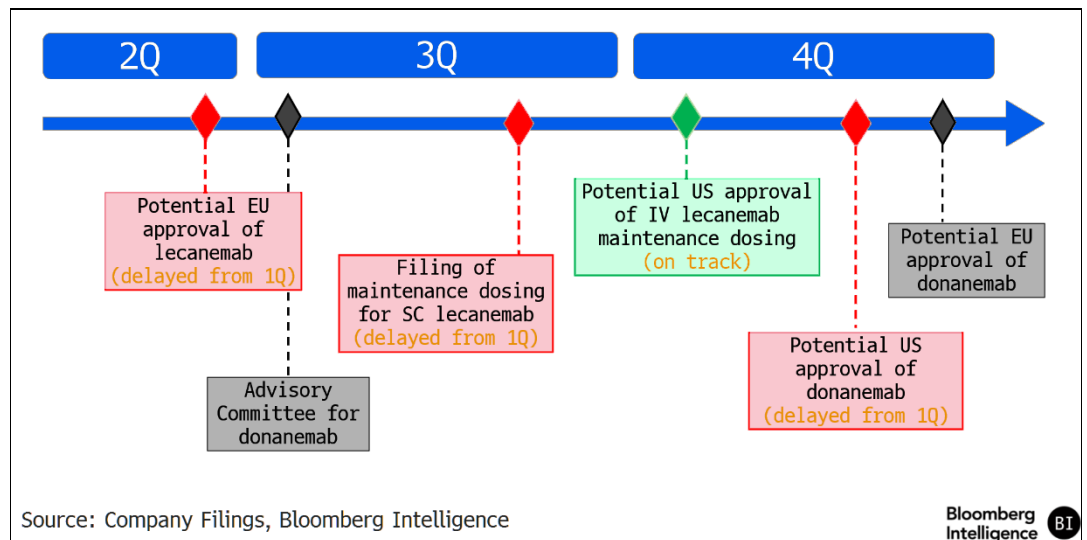 2Q
3Q
4Q
Potential EU
approval of
lecanemab
(delayed from 1Q)
Advisory
Committee for
donanemab
Filing of
maintenance dosing
for SC lecanemab
(delayed from 1Q)
Potential US approval
of IV lecanemab
maintenance dosing
(on track)
Potential US
approval of
donanemab
(delayed from 1Q)
Potential EU
approval of
donanemab
Source: Company Filings, Bloomberg Intelligence
Bloomberg
Intelligence
BI